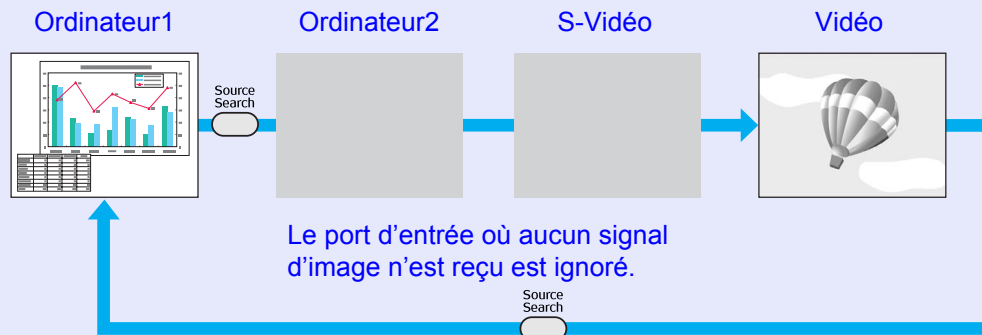 Ordinateur1
Ordinateur2
S-Vidéo
Vidéo
Source
Search
Le port d’entrée où aucun signal
d’image n’est reçu est ignoré.
Source
Search